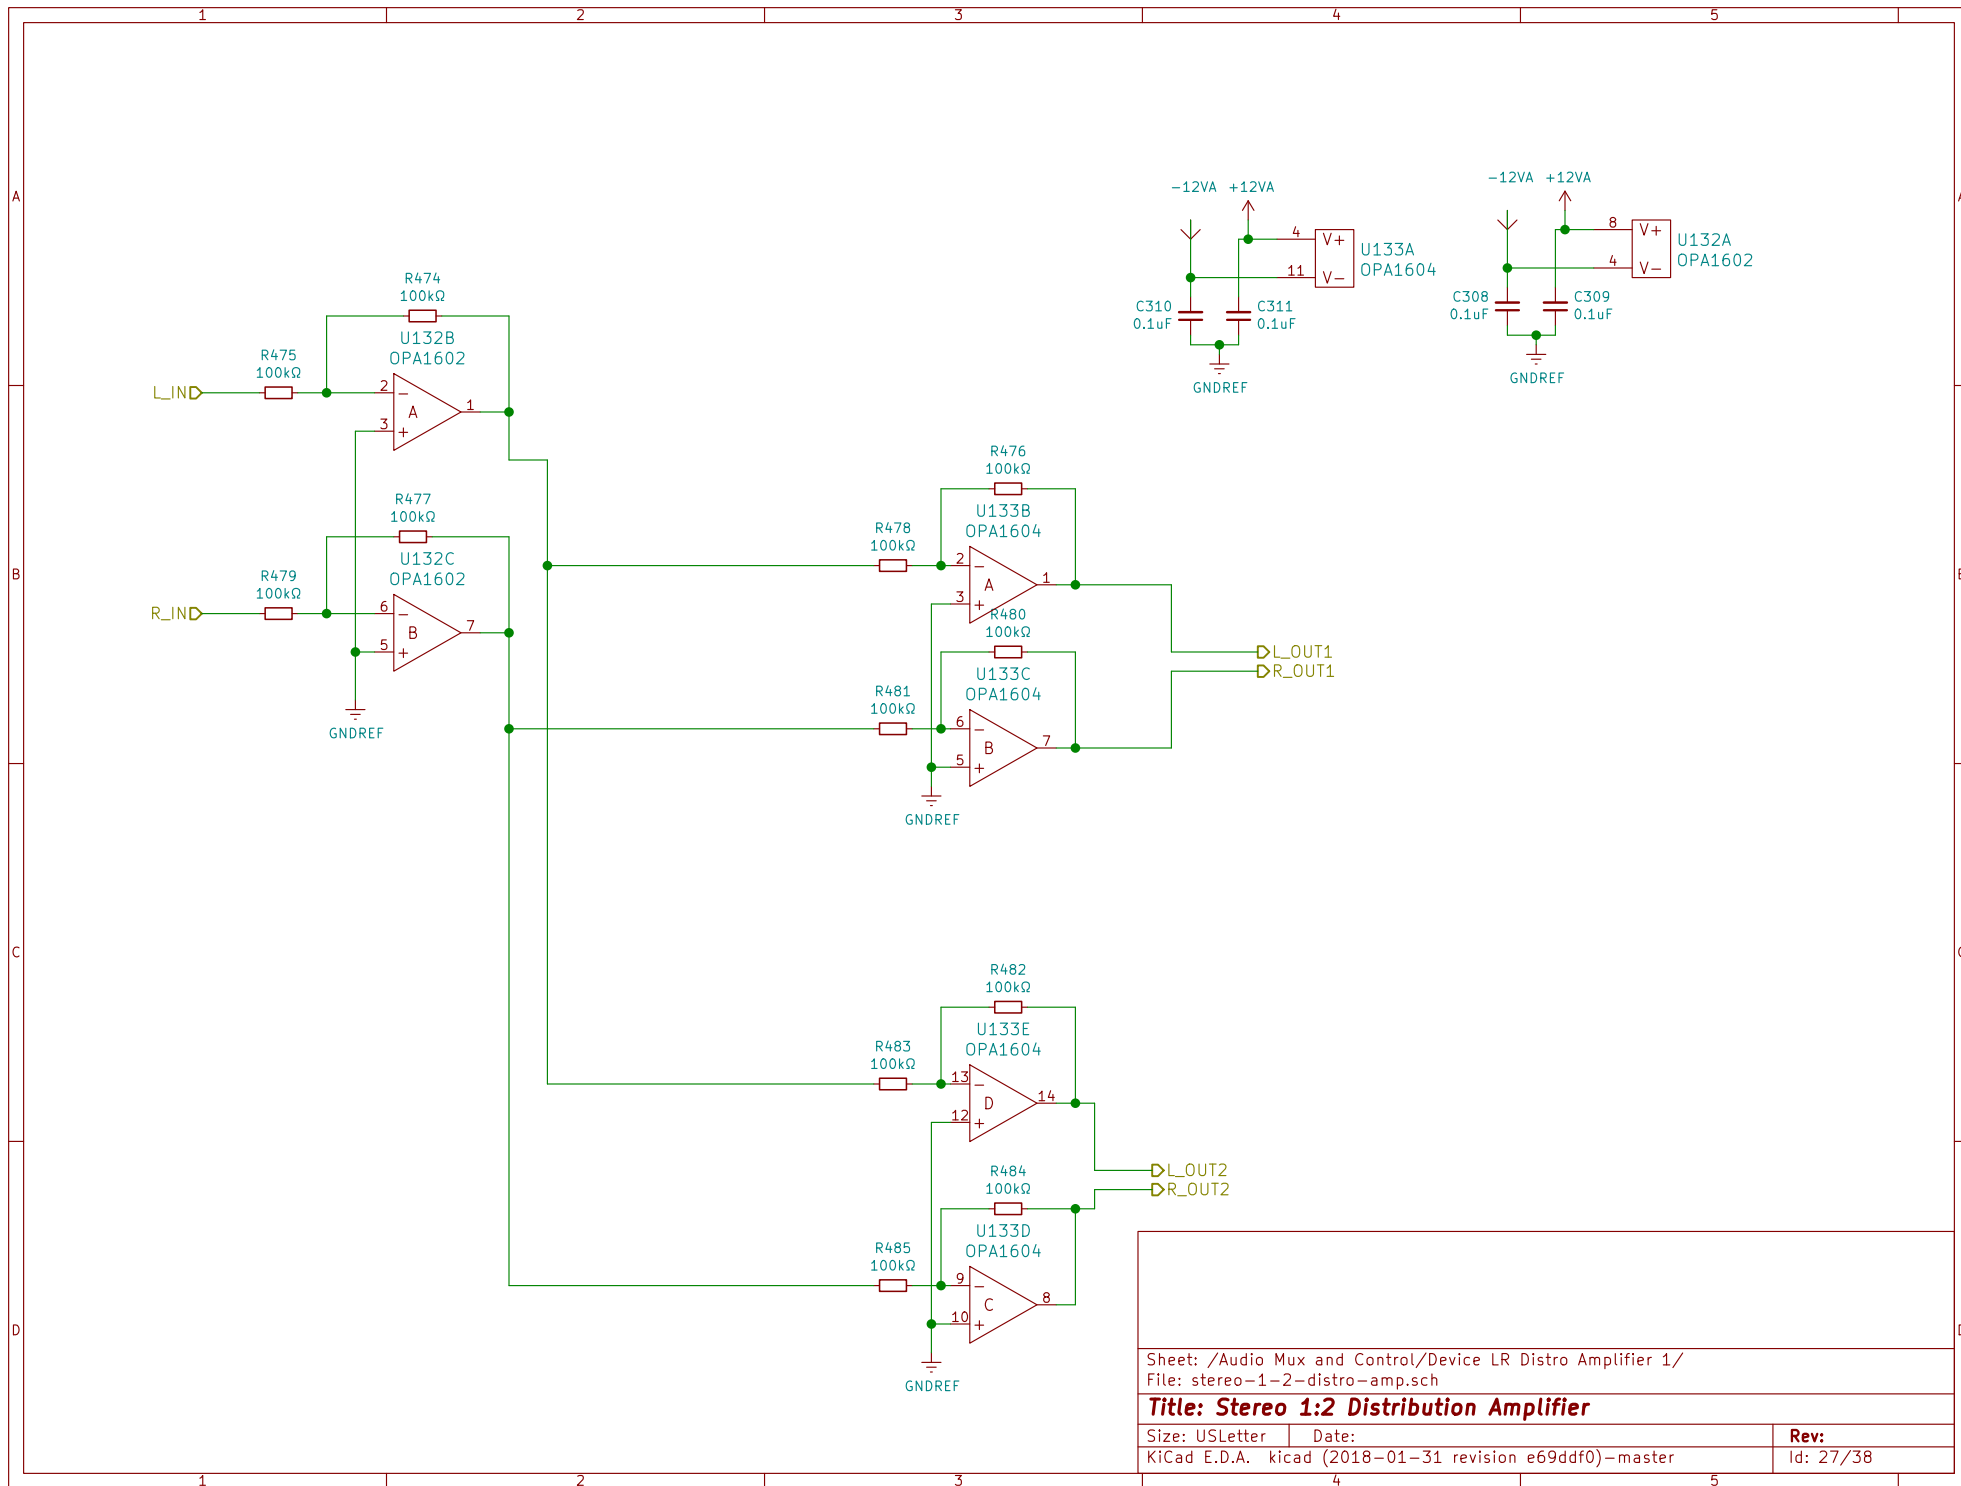 1 2 3 4 5
A
B
C
D
-12VA +12VA
4
V+
11
V-
U133A
OPA1604
C310
0.1uF
C311
0.1uF
GNDREF
-12VA +12VA
8
V+
4
V-
U132A
OPA1602
C308
0.1uF
C309
0.1uF
GNDREF
R474
100kΩ
U132B
OPA1602
R475
100kΩ
L_IN
2
-
A
1
3
+
R477
100kΩ
U132C
OPA1602
R479
100kΩ
R_IN
6
-
B
7
5
+
GNDREF
R476
100kΩ
U133B
OPA1604
R478
100kΩ
2
-
A
1
3
+
R480
100kΩ
U133C
OPA1604
R481
100kΩ
6
-
B
7
5
+
GNDREF
L_OUT1
R_OUT1
R482
100kΩ
U133E
OPA1604
R483
100kΩ
13
-
D
14
12
+
R484
100kΩ
U133D
OPA1604
R485
100kΩ
9
-
C
8
10
+
GNDREF
L_OUT2
R_OUT2
Sheet: /Audio Mux and Control/Device LR Distro Amplifier 1/
File: stereo-1-2-distro-amp.sch
Title: Stereo 1:2 Distribution Amplifier
Size: USLetter Date: Rev:
KiCad E.D.A. kicad (2018-01-31 revision e69ddf0)-master Id: 27/38
1 2 3 4 5